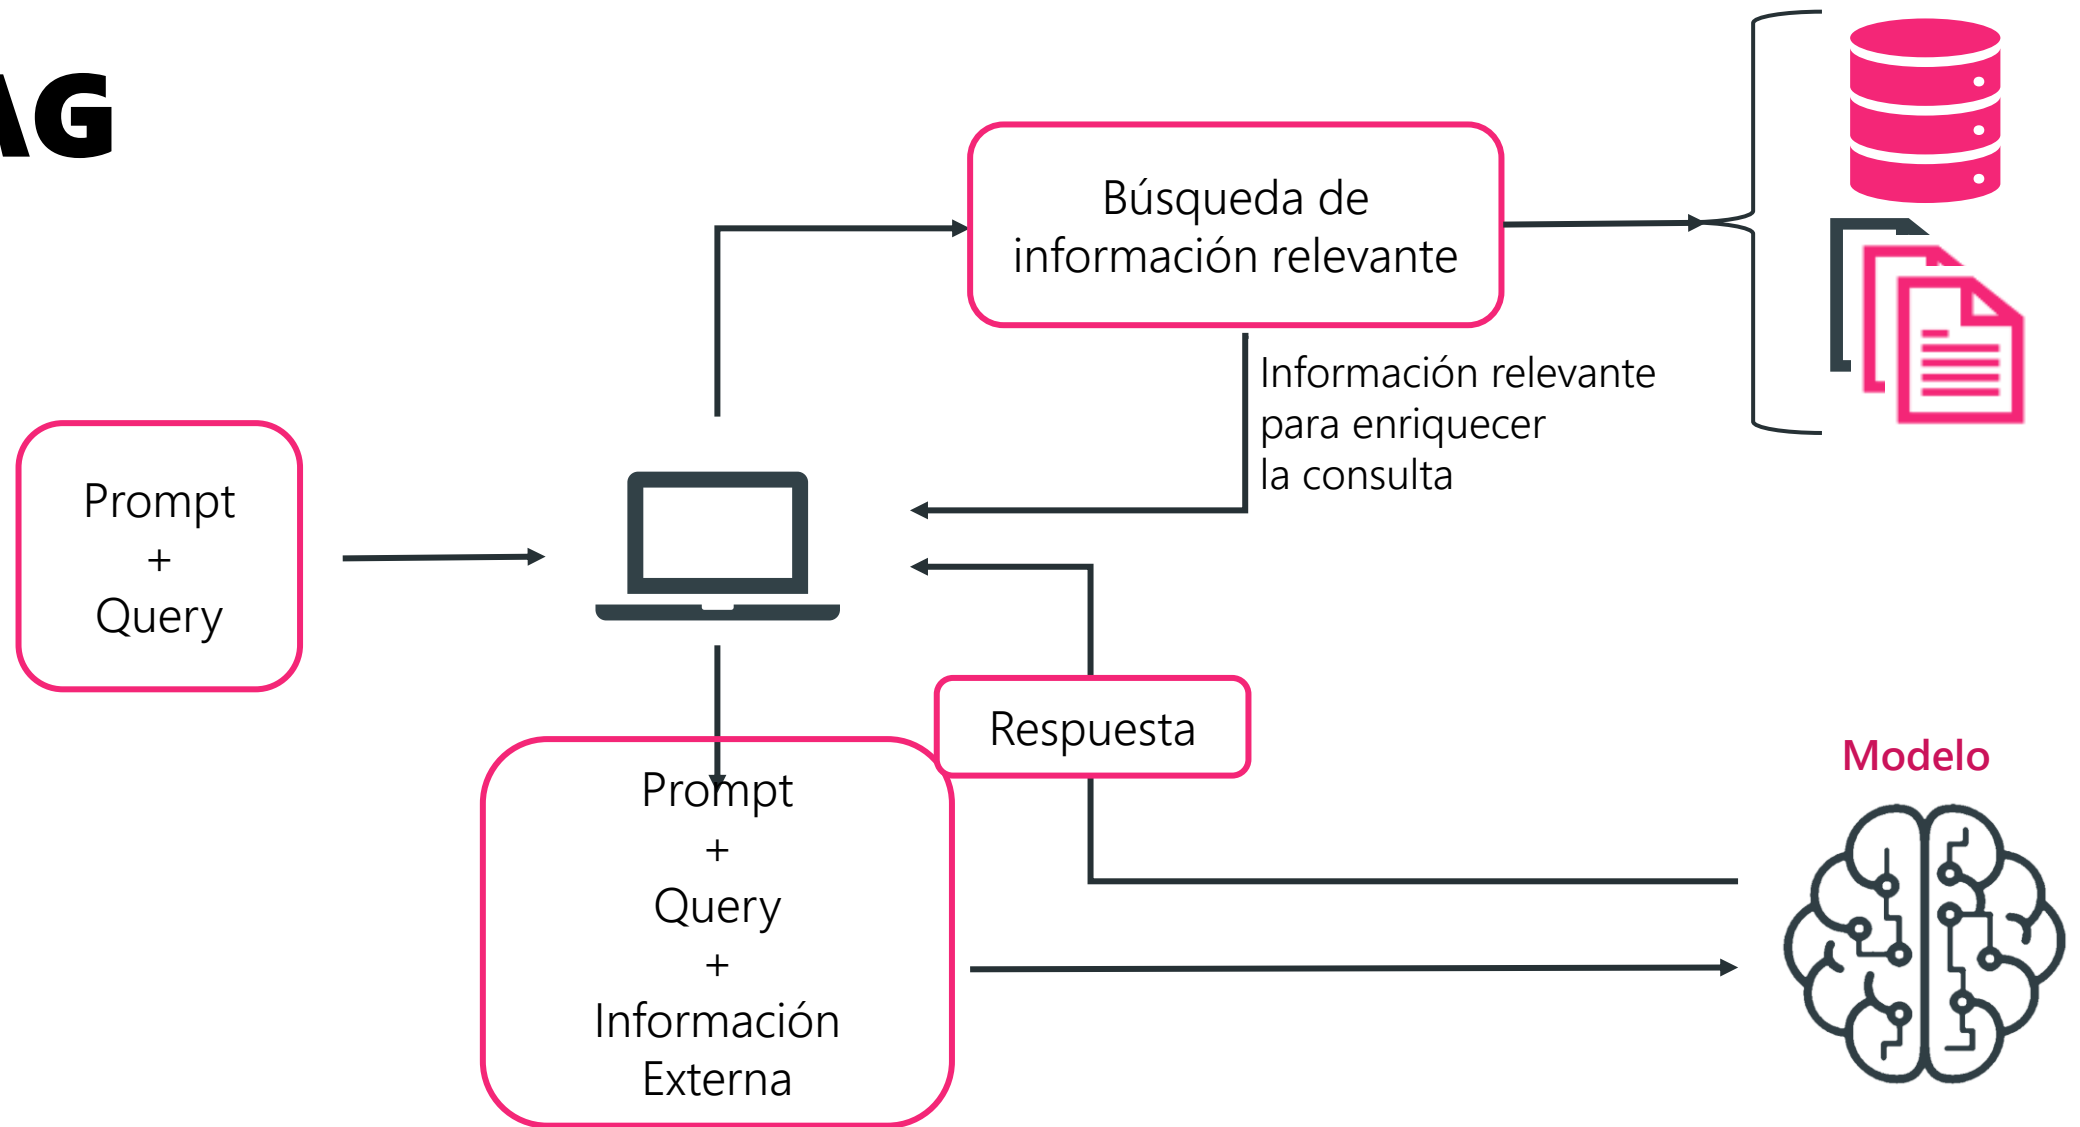 AG
Búsqueda de
información relevante
Información relevante
para enriquecer
la consulta
Prompt
+
Query
Respuesta
Modelo
Prompt
+
Query
+
Información
Externa